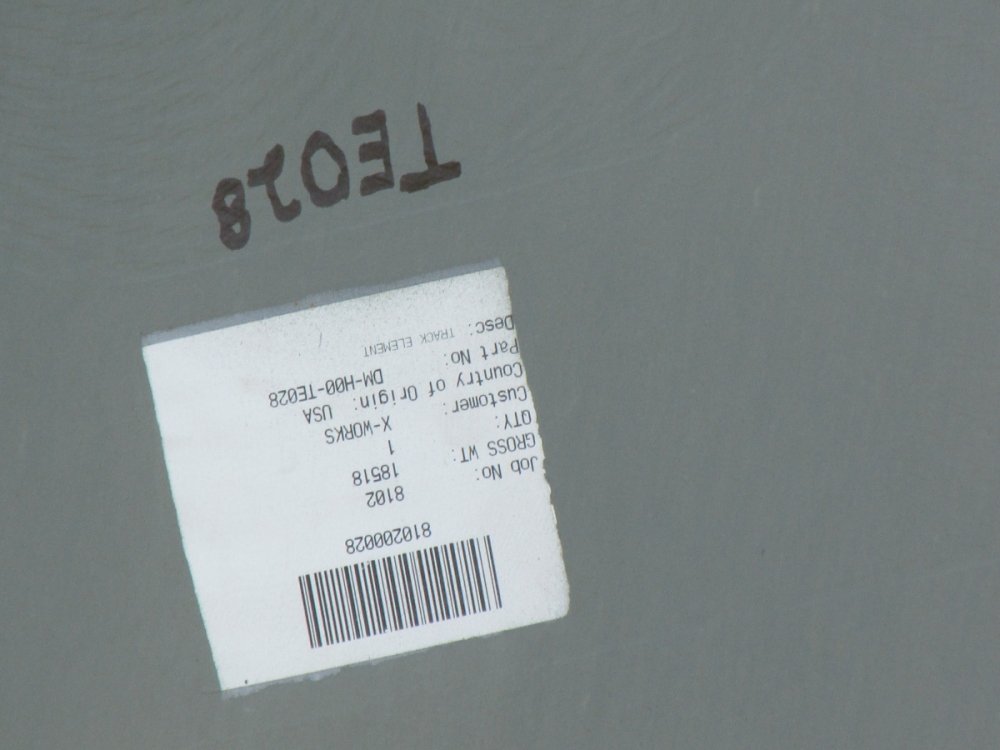 TE028
Desc: TRACK ELEMENT
Part No: DM-H00-TE028
Country of Origin: USA
Customer: X-WORKS
QTY: 1
GROSS WT: 18518
Job No: 8102
8102000028